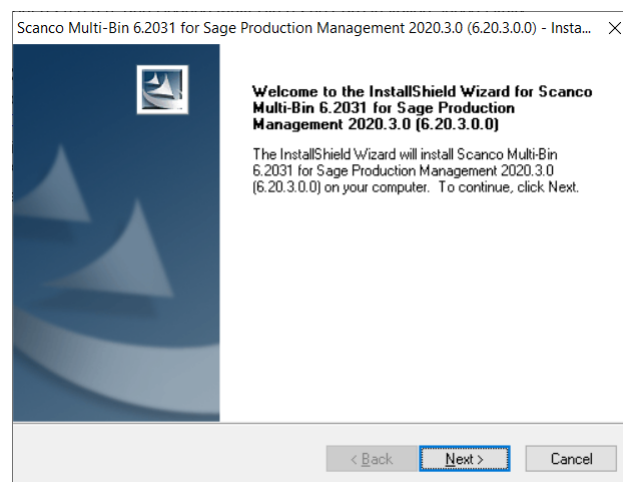 Scanco Multi-Bin 6.2031 for Sage Production Management 2020.3.0 (6.20.3.0.0) - Insta...
Welcome to the InstallShield Wizard for Scanco
Multi-Bin 6.2031 for Sage Production
Management 2020.3.0 (6.20.3.0.0)
The InstallShield Wizard will install Scanco Multi-Bin
6.2031 for Sage Production Management 2020.3.0
(6.20.3.0.0) on your computer. To continue, click Next.
< Back Next > Cancel